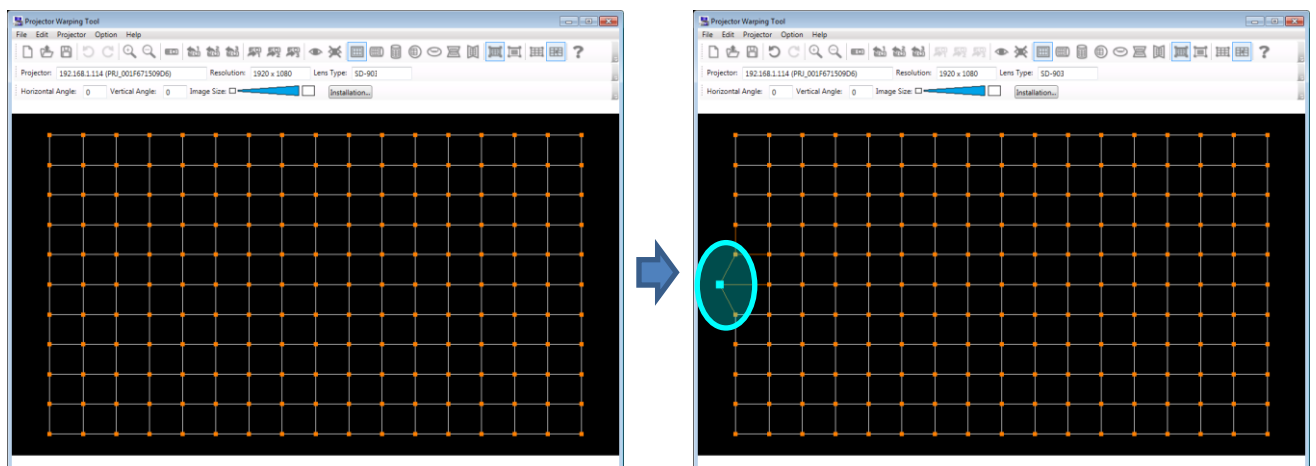 Projector Warping Tool
File Edit Projector Option Help
Projector: 192.168.1.114 (PRJ_001F671509D6) Resolution: 1920 x 1080 Lens Type: SD-903
Horizontal Angle: 0 Vertical Angle: 0 Image Size: Installation...
Projector Warping Tool
File Edit Projector Option Help
Projector: 192.168.1.114 (PRJ_001F671509D6) Resolution: 1920 x 1080 Lens Type: SD-903
Horizontal Angle: 0 Vertical Angle: 0 Image Size: Installation...